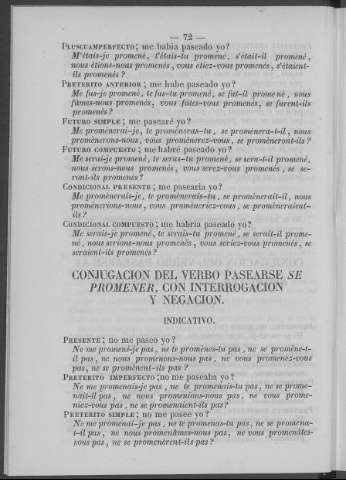 — 72 —
PLUSCUAMPERFECTO; me habia paseado yo?
M'étais-je promené, t'étais-tu promené, s'était-il promené,
nous étions-nous promenés, vous étiez-vous promenés, s'étaient-
ils promenés?
PRETERITO ANTERIOR; me hube paseado yo?
Me fus-je promené, te fus-tu promené, se fut-il promené, nous
fûmes-nous promenés, vous fûtes-vous promenés, se furent-ils
promenés?
FUTURO SIMPLE; me pasearé yo?
Me promènerai-je, te promèneras-tu, se promènera-t-il, nous
promènerons-nous, vous promènerez-vous, se promèneront-ils?
FUTURO COMPUESTO; me habré paseado yo?
Me serai-je promené, te seras-tu promené, se sera-t-il promené,
nous serons-nous promenés, vous serez-vous promenés, se se-
ront-ils promenés?
CONDICIONAL PRESENTE; me pasearia yo?
Me promènerais-je, te promènerais-tu, se promènerait-il, nous
promènerions-nous, vous promèneriez-vous, se promèneraient-
ils?
CONDICIONAL COMPUESTO; me habria paseado yo?
Me serais-je promené, te serais-tu promené, se serait-il prome-
né, nous serions-nous promenés, vous seriez-vous promenés, se
seraient-ils promenés?
CONJUGACION DEL VERBO PASEARSE SE
PROMENER, CON INTERROGACION
Y NEGACION.
INDICATIVO.
PRESENTE; no me paseo yo?
Ne me promené-je pas, ne te promènes-tu pas, ne se promène-t-
il pas, ne nous promenons-nous pas, ne vous promenez-vous
pas, ne se promènent-ils pas?
PRETERITO IMPERFECTO; no me paseaba yo?
Ne me promenais-je pas, ne te promenais-tu pas, ne se prome-
nait-il pas, ne nous promenions-nous pas, ne vous prome-
niez-vous pas, ne se promenaient-ils pas?
PRETERITO SIMPLE; no me paseé yo?
Ne me promenai-je pas, ne te promenas-tu pas, ne se promena-
t-il pas, ne nous promenâmes-nous pas, ne vous promenâtes-
vous pas, ne se promenèrent-ils pas?